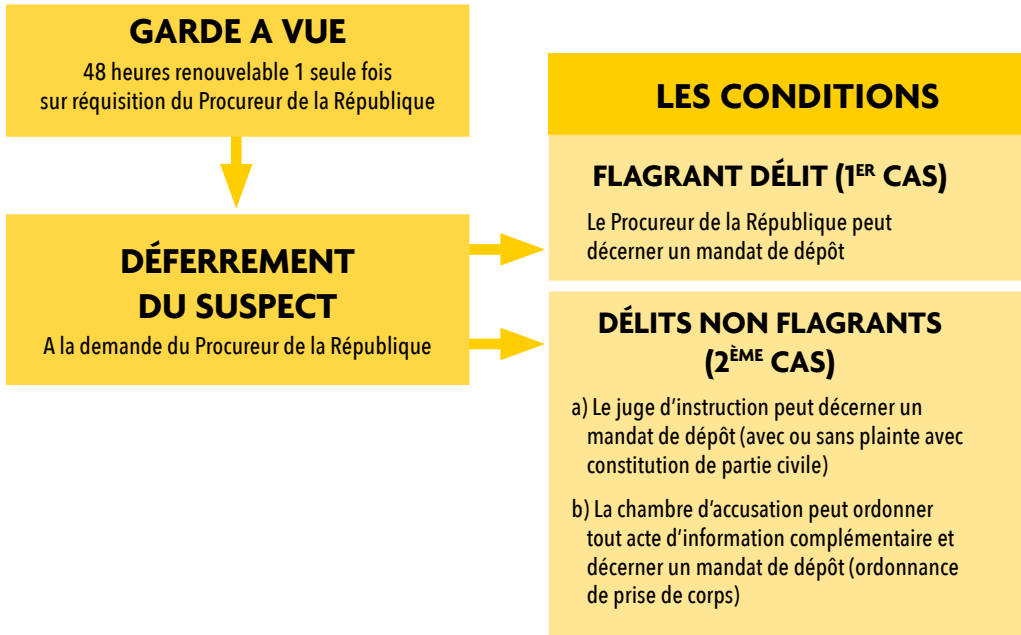 GARDE A VUE
48 heures renouvelable 1 seule fois
sur réquisition du Procureur de la République
DÉFERREMENT
DU SUSPECT
A la demande du Procureur de la République
LES CONDITIONS
FLAGRANT DÉLIT (1ER CAS)
Le Procureur de la République peut
décerner un mandat de dépôt
DÉLITS NON FLAGRANTS
(2ÈME CAS)
a) Le juge d’instruction peut décerner un
mandat de dépôt (avec ou sans plainte avec
constitution de partie civile)
b) La chambre d’accusation peut ordonner
tout acte d’information complémentaire et
décerner un mandat de dépôt (ordonnance
de prise de corps)